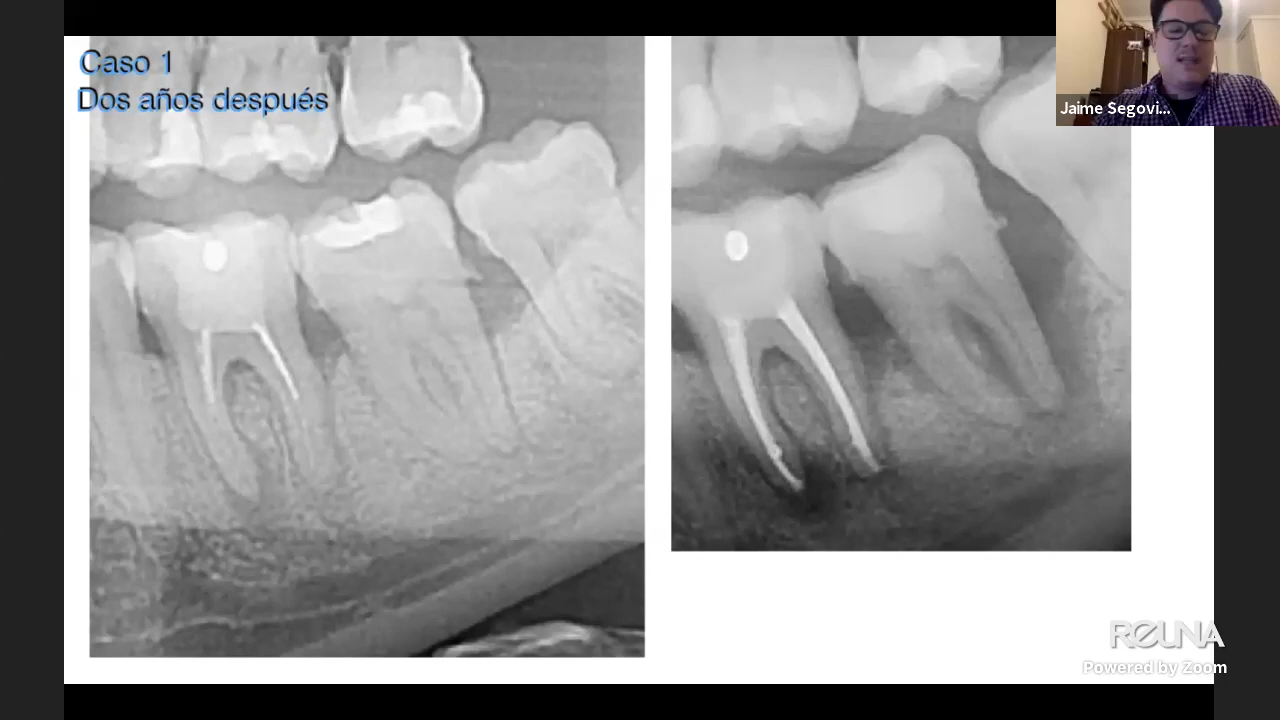 Caso 1
Dos años después
Jaime Segovi...
REUNA
Powered by Zoom